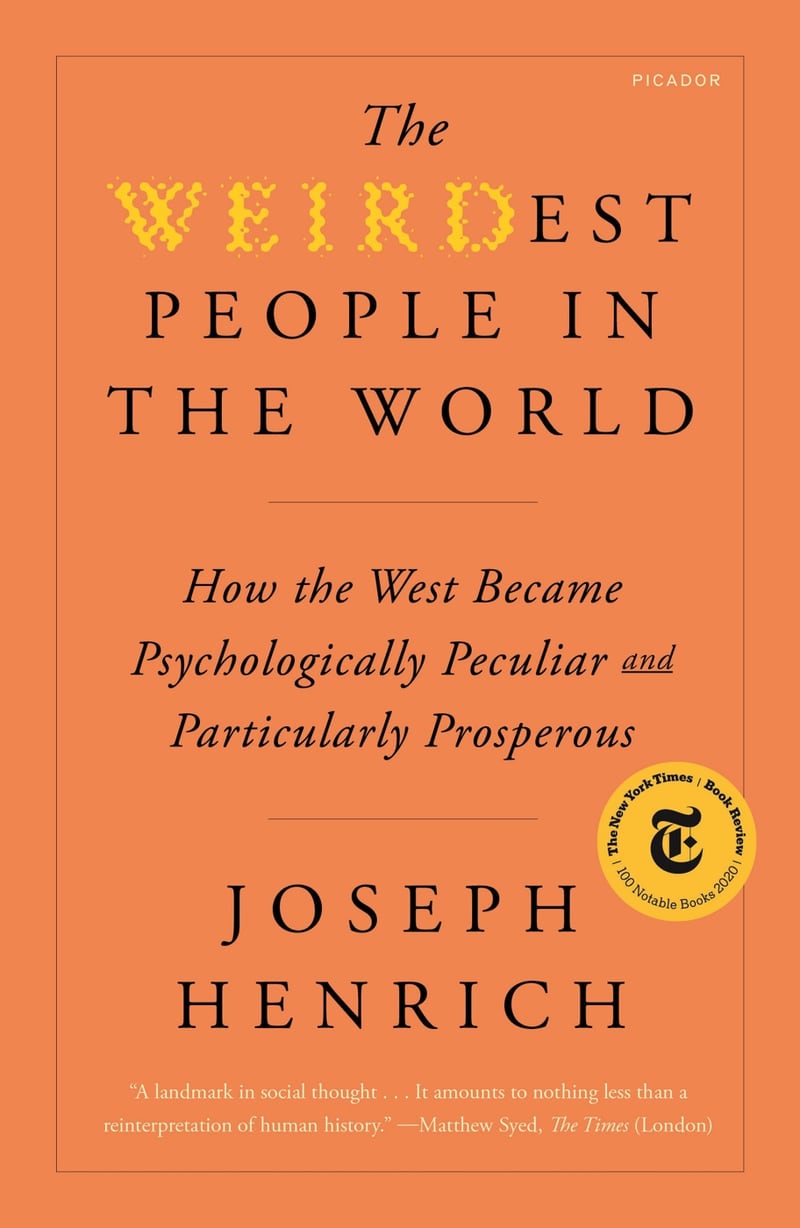 PICADOR
The
WEIRDEST
PEOPLE IN
THE WORLD
How the West Became
Psychologically Peculiar and
Particularly Prosperous
The New York Times | Book Review
T
| 100 Notable Books 2020 |
JOSEPH
HENRICH
“A landmark in social thought . . . It amounts to nothing less than a
reinterpretation of human history.” —Matthew Syed, The Times (London)